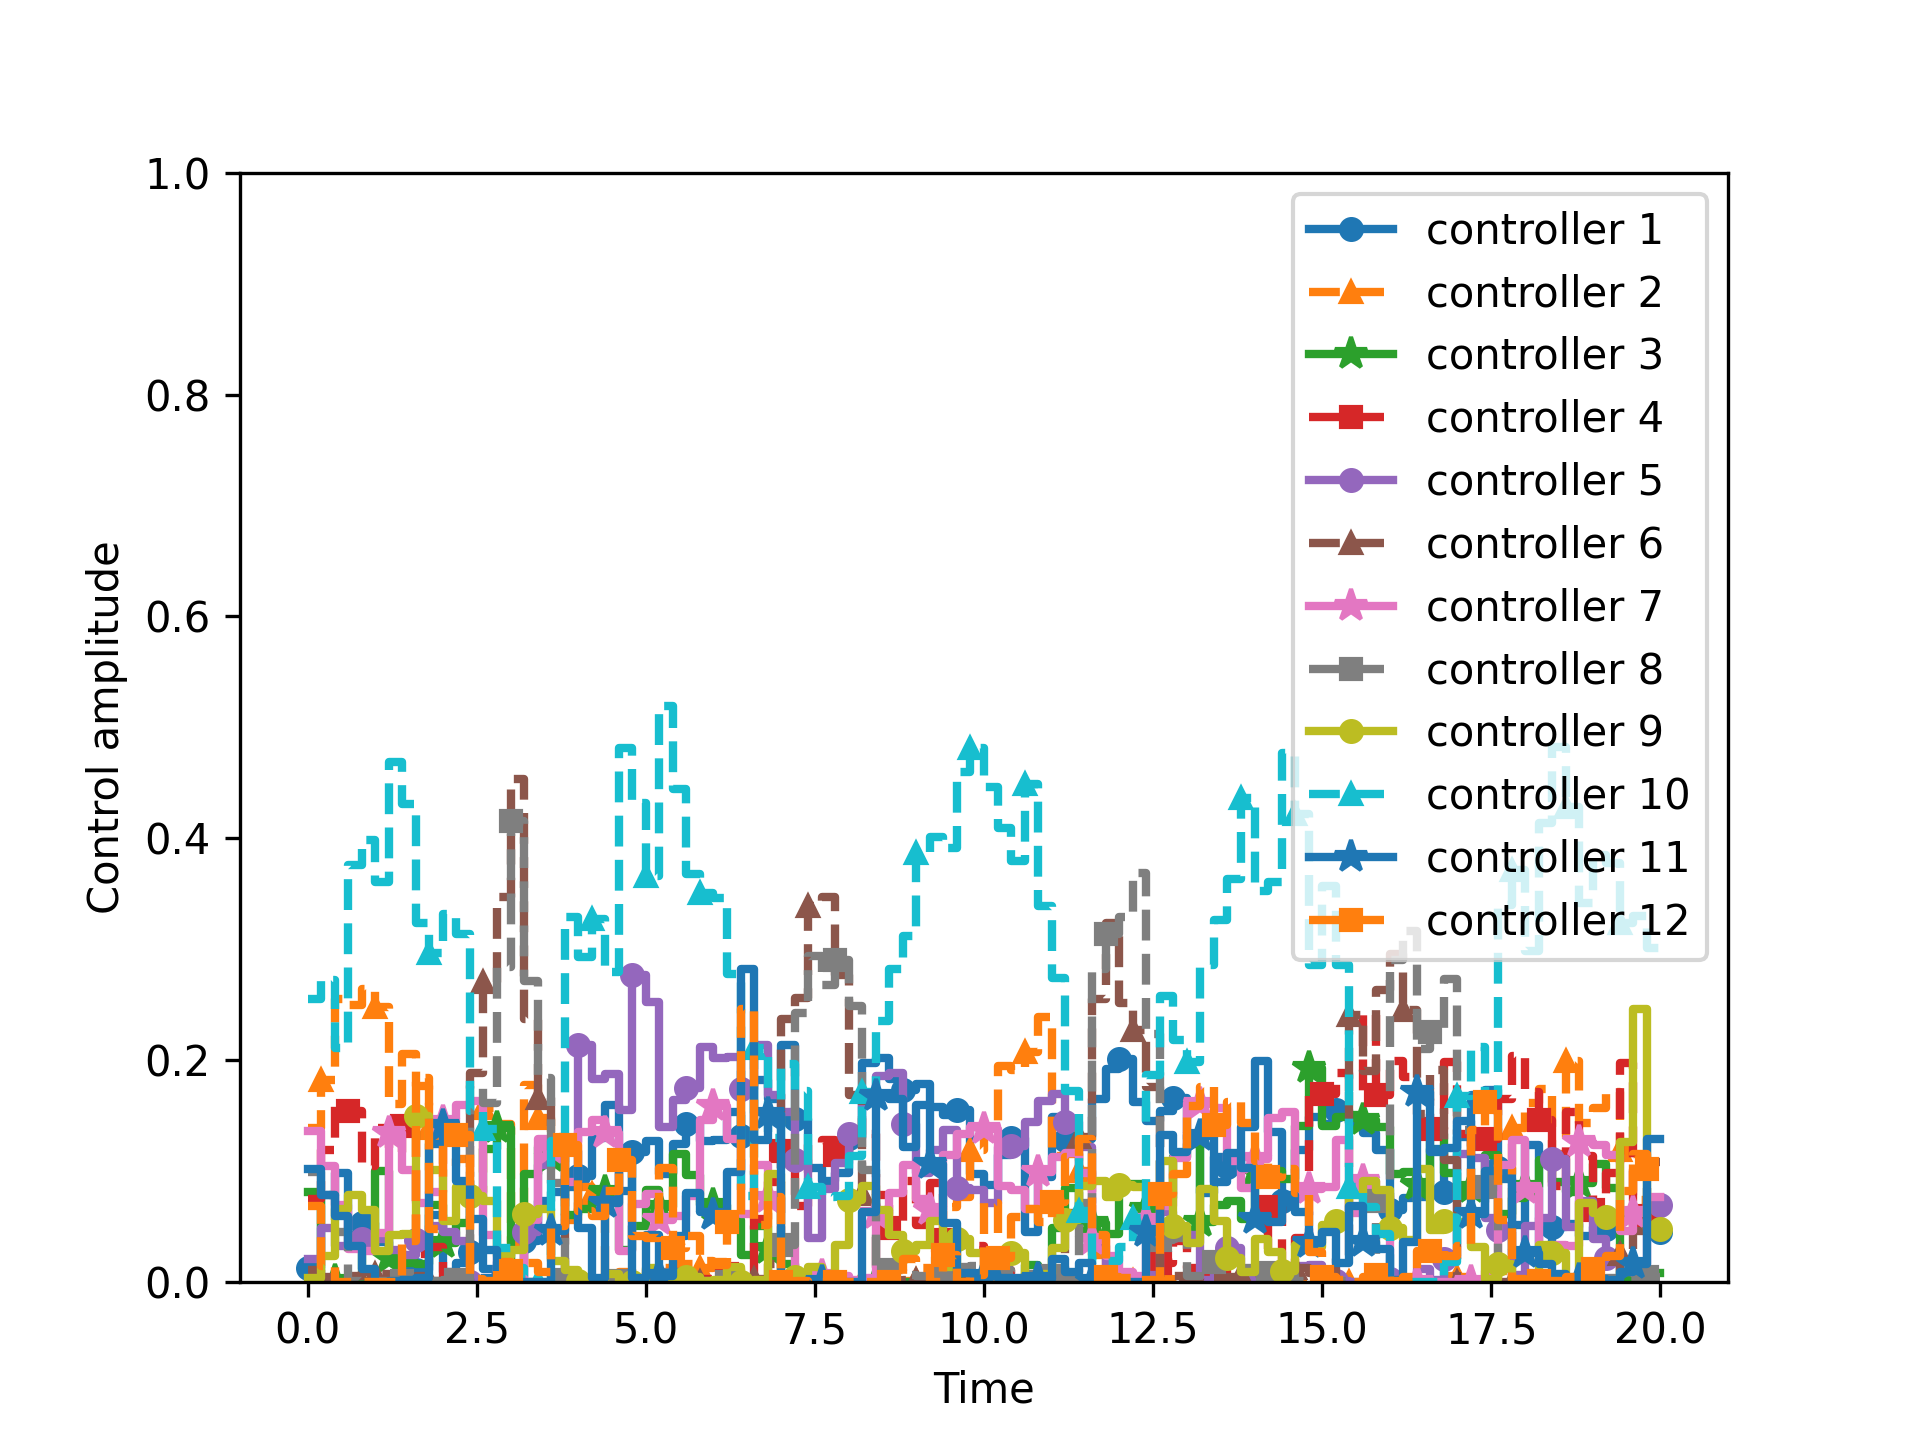 1.0
0.8
0.6
0.4
0.2
0.0
Control amplitude
controller 1
controller 2
controller 3
controller 4
controller 5
controller 6
controller 7
controller 8
controller 9
controller 10
controller 11
controller 12
0.0 2.5 5.0 7.5 10.0 12.5 15.0 17.5 20.0
Time